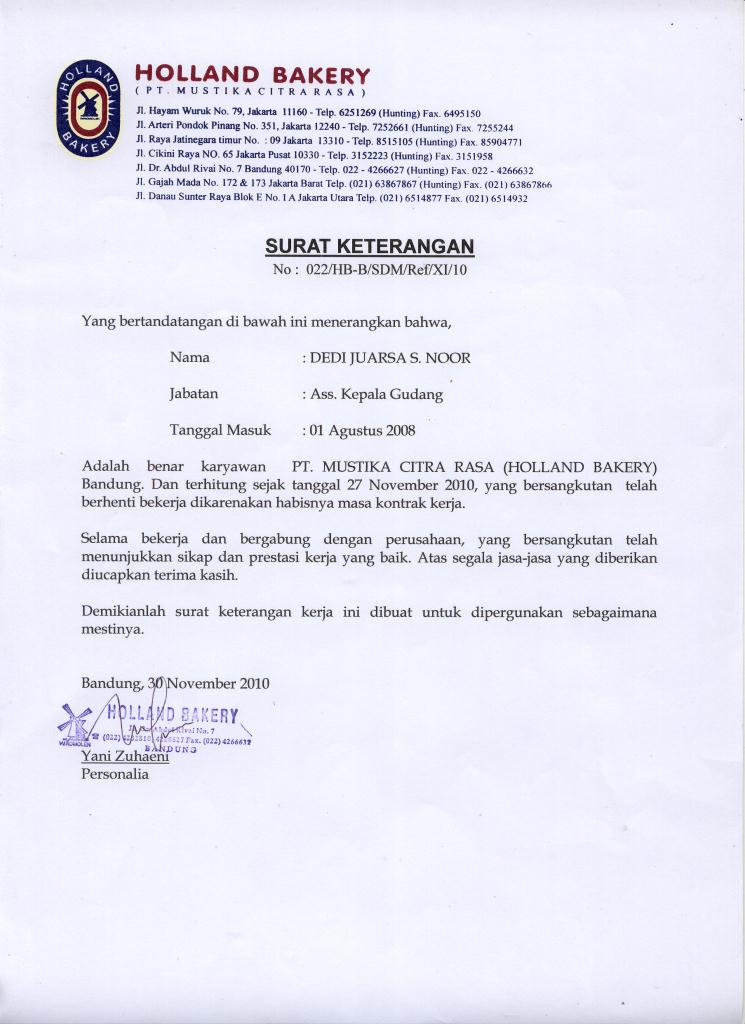 HOLLAND BAKERY
HOLLAND BAKERY
( P T . M U S T I K A C I T R A R A S A )
Jl. Hayam Wuruk No. 79, Jakarta 11160 - Telp. 6251269 (Hunting) Fax. 6495150
Jl. Arteri Pondok Pinang No. 351, Jakarta 12240 - Telp. 7252661 (Hunting) Fax. 7255244
Jl. Raya Jatinegara timur No. : 09 Jakarta 13310 - Telp. 8515105 (Hunting) Fax. 85904771
Jl. Cikini Raya NO. 65 Jakarta Pusat 10330 - Telp. 3152223 (Hunting) Fax. 3151958
Jl. Dr. Abdul Rivai No. 7 Bandung 40170 - Telp. 022 - 4266627 (Hunting) Fax. 022 - 4266632
Jl. Gajah Mada No. 172 & 173 Jakarta Barat Telp. (021) 63867867 (Hunting) Fax. (021) 63867866
Jl. Danau Sunter Raya Blok E No. I A Jakarta Utara Telp. (021) 6514877 Fax. (021) 6514932
SURAT KETERANGAN
No : 022/HB-B/SDM/Ref/XI/10
Yang bertandatangan di bawah ini menerangkan bahwa,
Nama : DEDI JUARSA S. NOOR
Jabatan : Ass. Kepala Gudang
Tanggal Masuk : 01 Agustus 2008
Adalah benar karyawan PT. MUSTIKA CITRA RASA (HOLLAND BAKERY)
Bandung. Dan terhitung sejak tanggal 27 November 2010, yang bersangkutan telah
berhenti bekerja dikarenakan habisnya masa kontrak kerja.
Selama bekerja dan bergabung dengan perusahaan, yang bersangkutan telah
menunjukkan sikap dan prestasi kerja yang baik. Atas segala jasa-jasa yang diberikan
diucapkan terima kasih.
Demikianlah surat keterangan kerja ini dibuat untuk dipergunakan sebagaimana
mestinya.
Bandung, 30 November 2010
HOLLAND BAKERY
Rivai No. 7
(022) Fax. (022) 4266632
BANDUNG
Yani Zuhaeni
Personalia